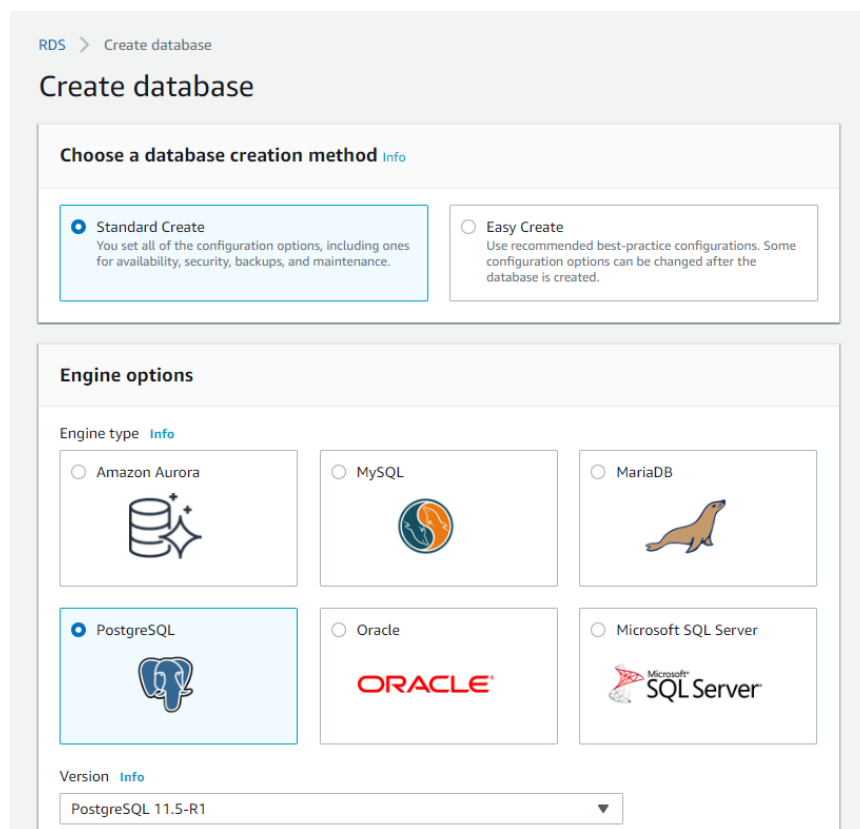 RDS > Create database
Create database
Choose a database creation method Info
Standard Create
You set all of the configuration options, including ones
for availability, security, backups, and maintenance.
Easy Create
Use recommended best-practice configurations. Some
configuration options can be changed after the
database is created.
Engine options
Engine type Info
Amazon Aurora
MySQL
MariaDB
PostgreSQL
Oracle
ORACLE
Microsoft SQL Server
Microsoft
SQL Server
Version Info
PostgreSQL 11.5-R1